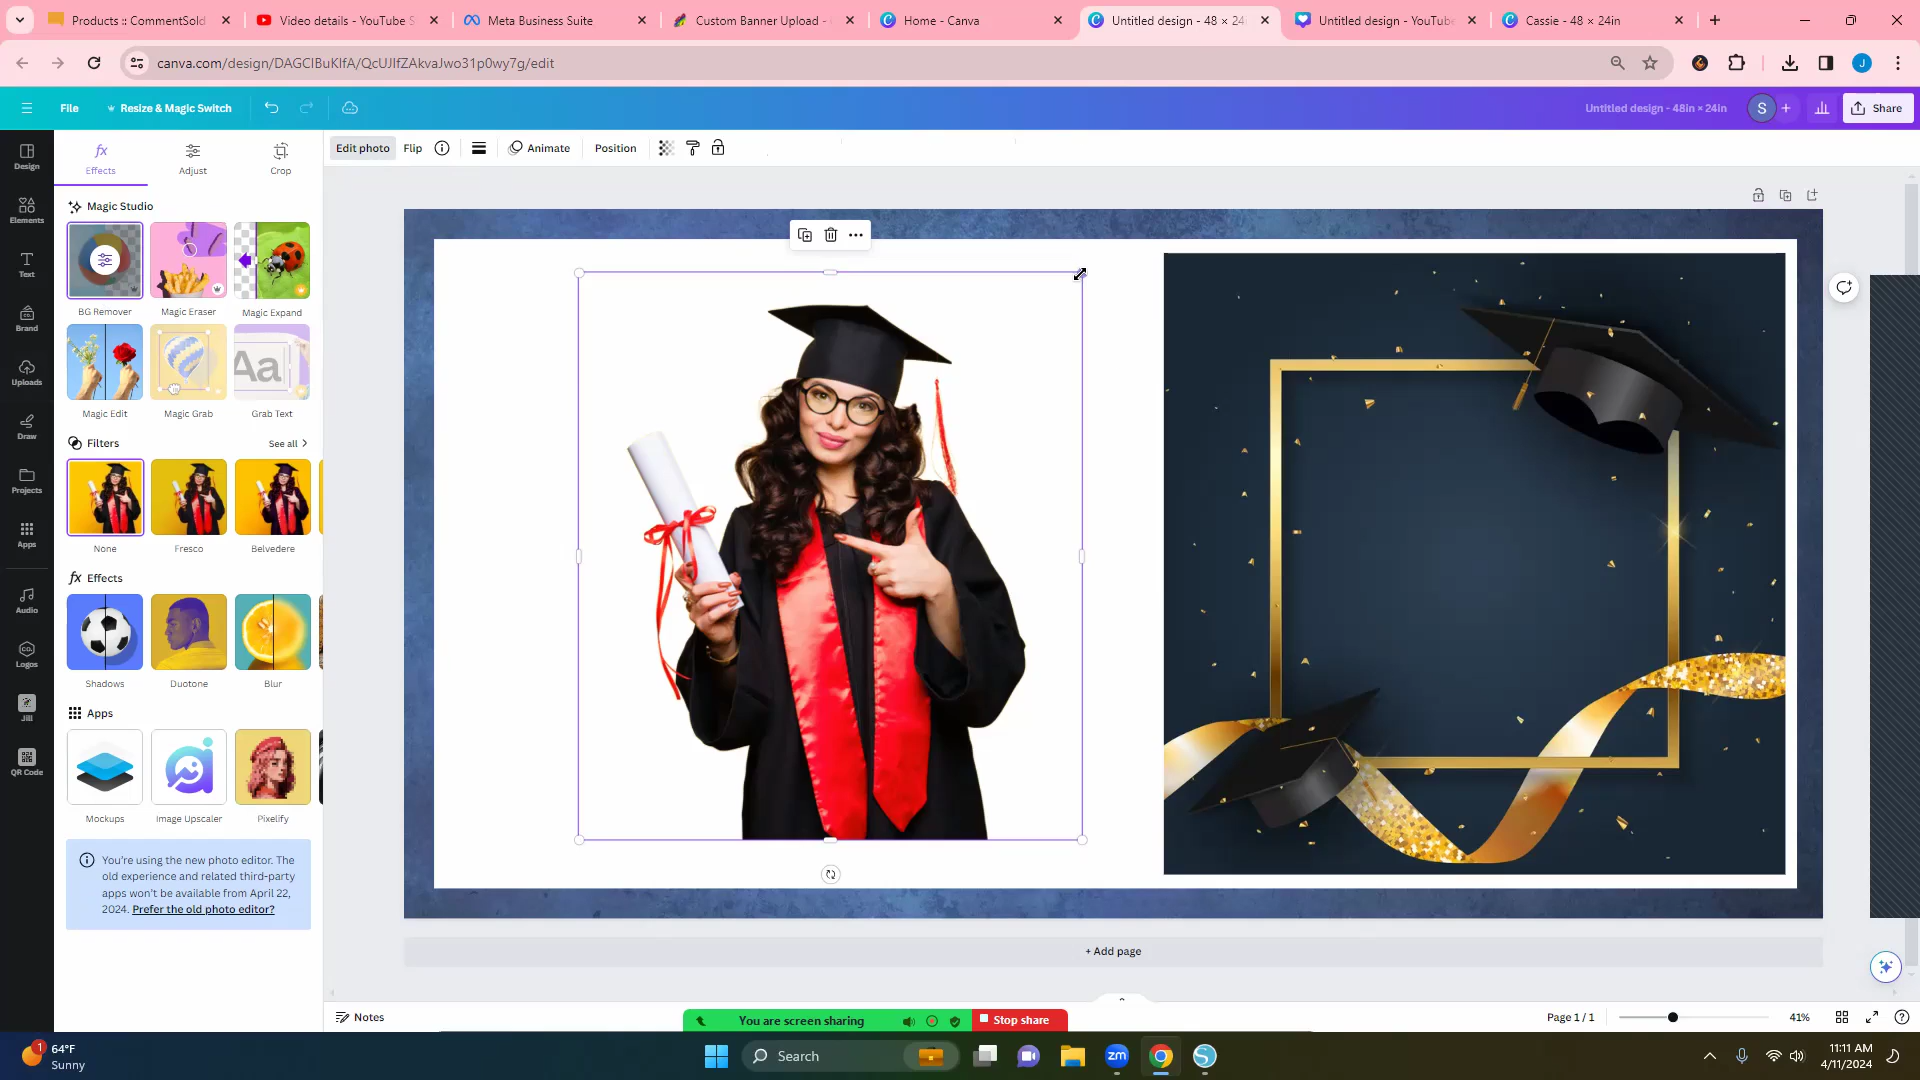 Products :: CommentSold
Video details - YouTube S
Meta Business Suite
Custom Banner Upload -
Home - Canva
Untitled design - 48 × 24
Untitled design - YouTube
Cassie - 48 × 24in
canva.com/design/DAGCIBuKIfA/QcUJIfZAkvaJwo31p0wy7g/edit
J
File
Resize & Magic Switch
Untitled design - 48in × 24in
S
Share
Design
Elements
Text
Brand
Uploads
Draw
Projects
Apps
Audio
Logos
Jill
QR Code
Effects
Adjust
Crop
Edit photo
Flip
Animate
Position
Magic Studio
BG Remover
Magic Eraser
Magic Expand
Aa
Magic Edit
Magic Grab
Grab Text
Filters
See all
None
Fresco
Belvedere
fx Effects
Shadows
Duotone
Blur
Apps
Mockups
Image Upscaler
Pixelify
You're using the new photo editor. The
old experience and related third-party
apps won't be available from April 22,
2024. Prefer the old photo editor?
+ Add page
Notes
You are screen sharing
Stop share
Page 1 / 1
41%
1
64°F
Sunny
Search
zm
11:11 AM
4/11/2024